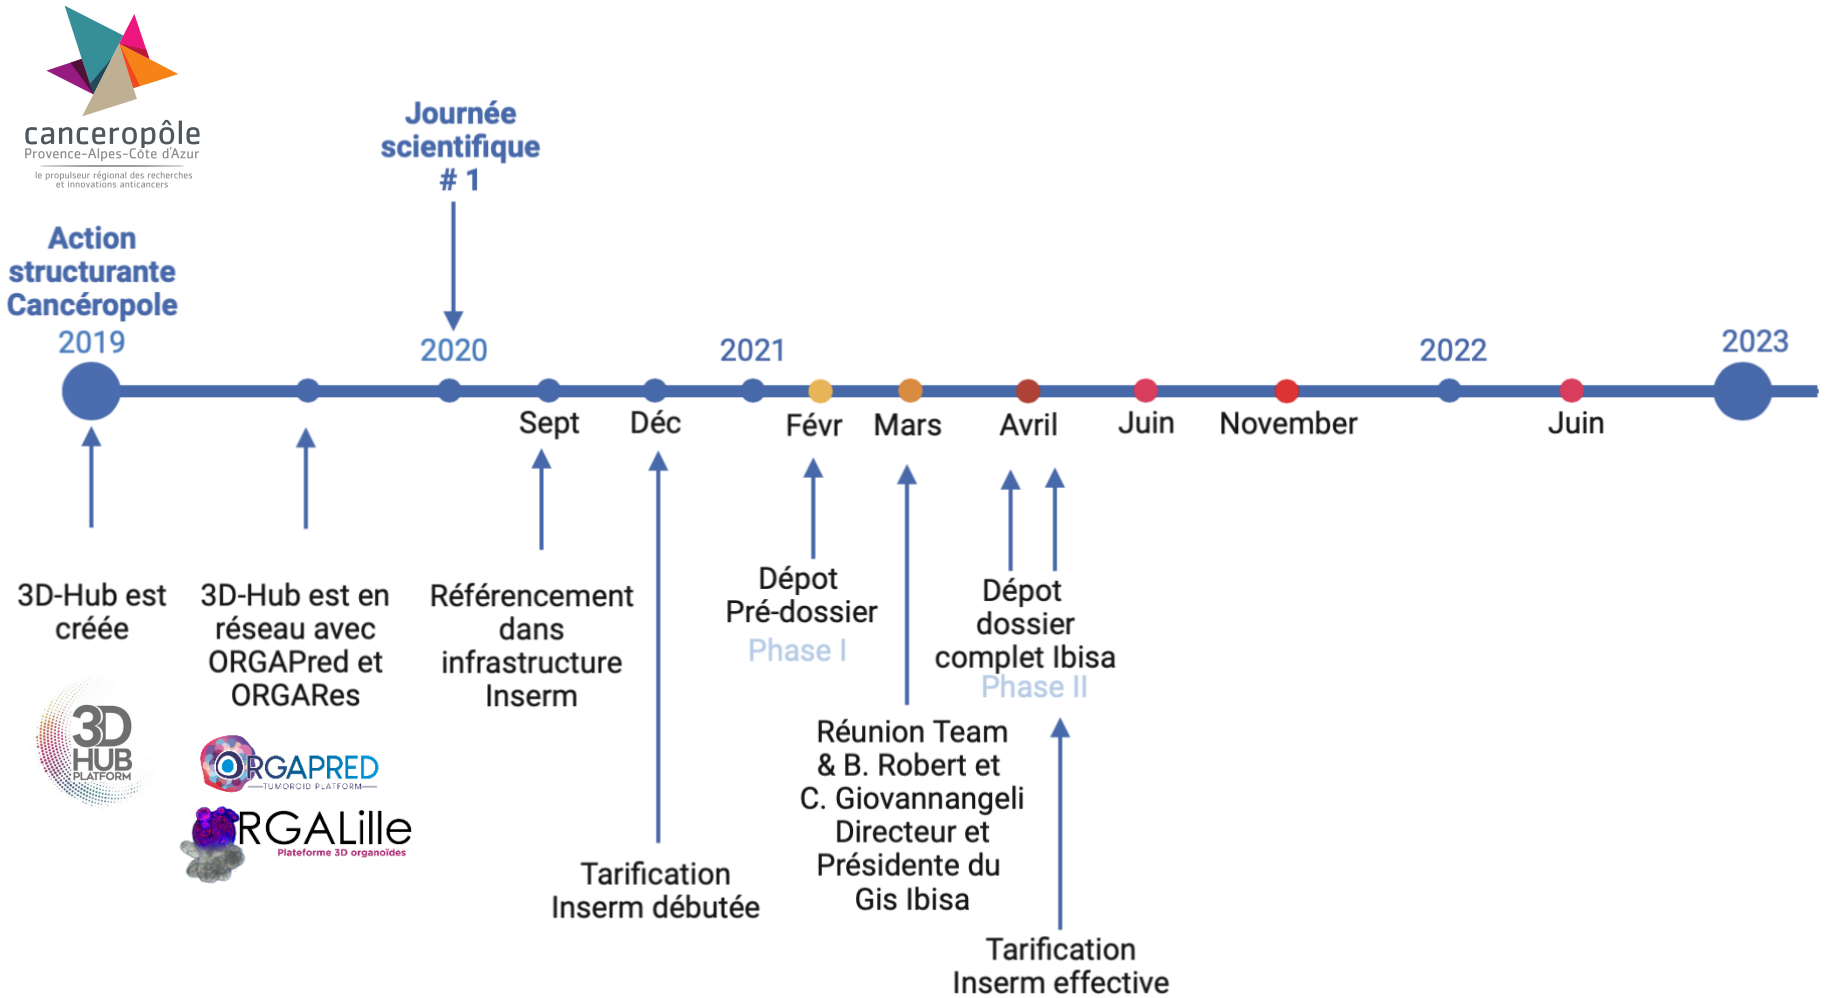 canceropôle
Provence-Alpes-Côte d'Azur
le propulseur régional des recherches
et innovations anticancers
Journée
scientifique
# 1
Action
structurante
Cancéropole
2019
2020
2021
2022
2023
Sept
Déc
Févr
Mars
Avril
Juin
November
Juin
3D-Hub est
créée
3D-Hub est en
réseau avec
ORGAPred et
ORGARes
Référencement
dans
infrastructure
Inserm
Dépot
Pré-dossier
Phase I
Dépot
dossier
complet Ibisa
Phase II
3D
HUB
PLATFORM
ORGAPRED
TUMOROID PLATFORM
ORGALille
Plateforme 3D organoïdes
Réunion Team
& B. Robert et
C. Giovannangeli
Directeur et
Présidente du
Gis Ibisa
Tarification
Inserm débutée
Tarification
Inserm effective